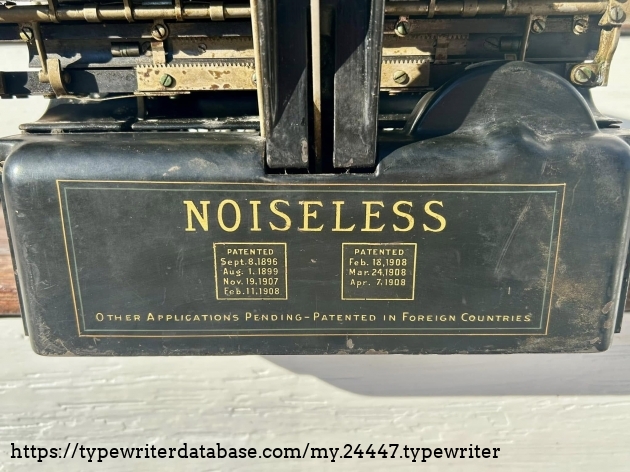 NOISELESS
PATENTED
Sept. 8, 1896
Aug. 1. 1899
Nov. 19. 1907
Feb. 11. 1908
PATENTED
Feb. 18, 1908
Mar. 24, 1908
Apr. 7. 1908
OTHER APPLICATIONS PENDING-PATENTED IN FOREIGN COUNTRIES
https://typewriterdatabase.com/my.24447.typewriter